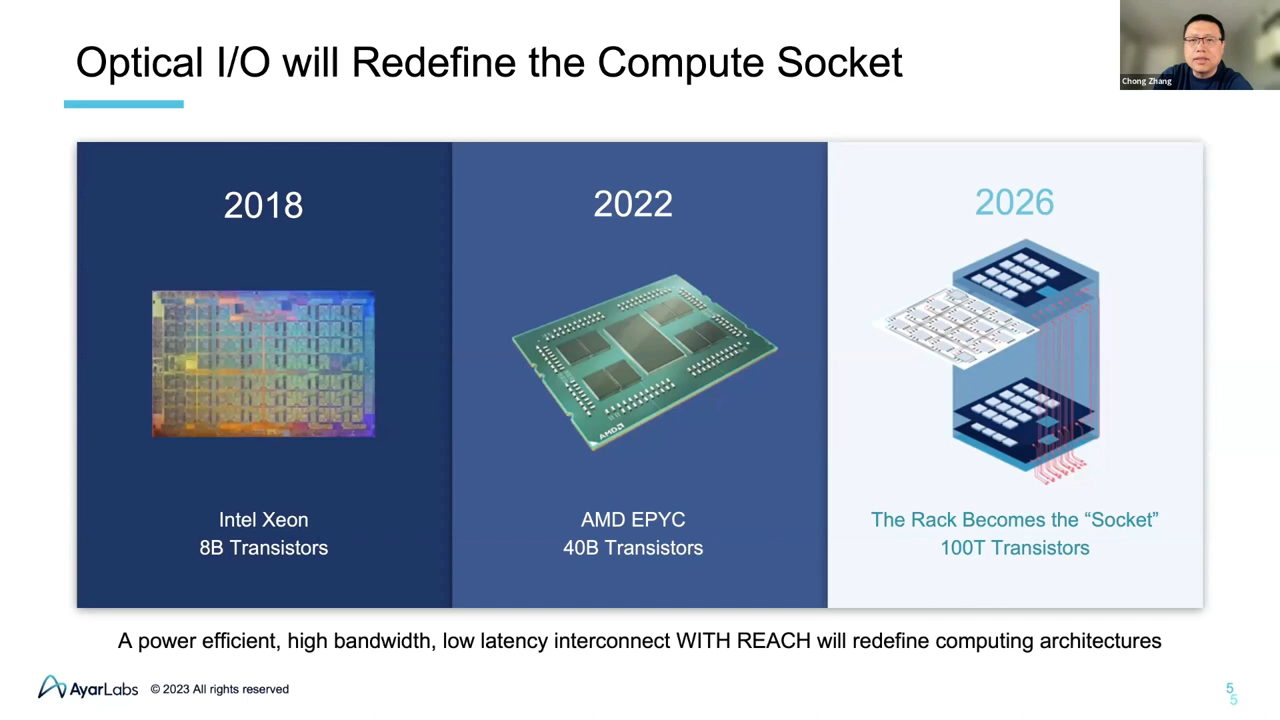 Optical I/O will Redefine the Compute Socket
Chong Zhang
2018
2022
2026
AMD
Intel Xeon
8B Transistors
AMD EPYC
40B Transistors
The Rack Becomes the “Socket”
100T Transistors
A power efficient, high bandwidth, low latency interconnect WITH REACH will redefine computing architectures
AyarLabs
© 2023 All rights reserved
5
5